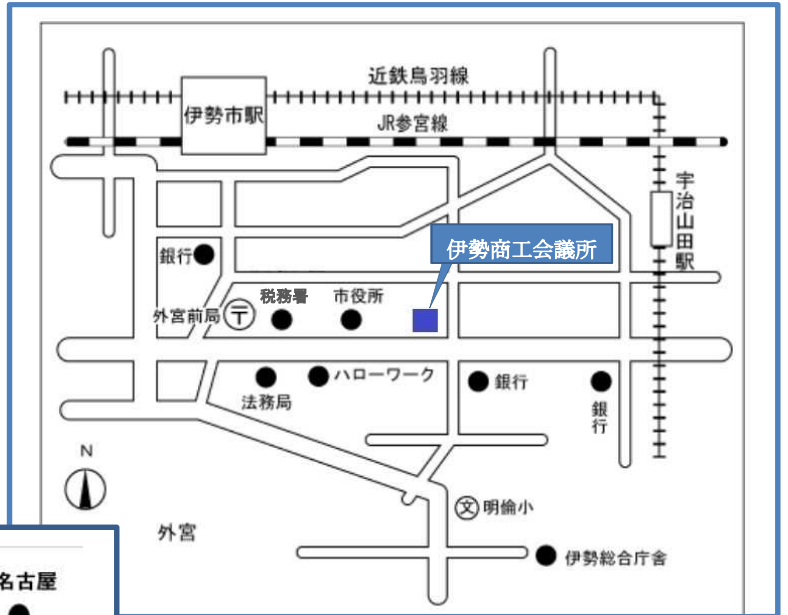 近鉄鳥羽線
伊勢市駅
JR参宮線
宇治山田駅
伊勢商工会議所
銀行
税務署
市役所
外宮前局
〒
ハローワーク
法務局
銀行
銀行
N
文
明倫小
外宮
伊勢総合庁舎
名古屋